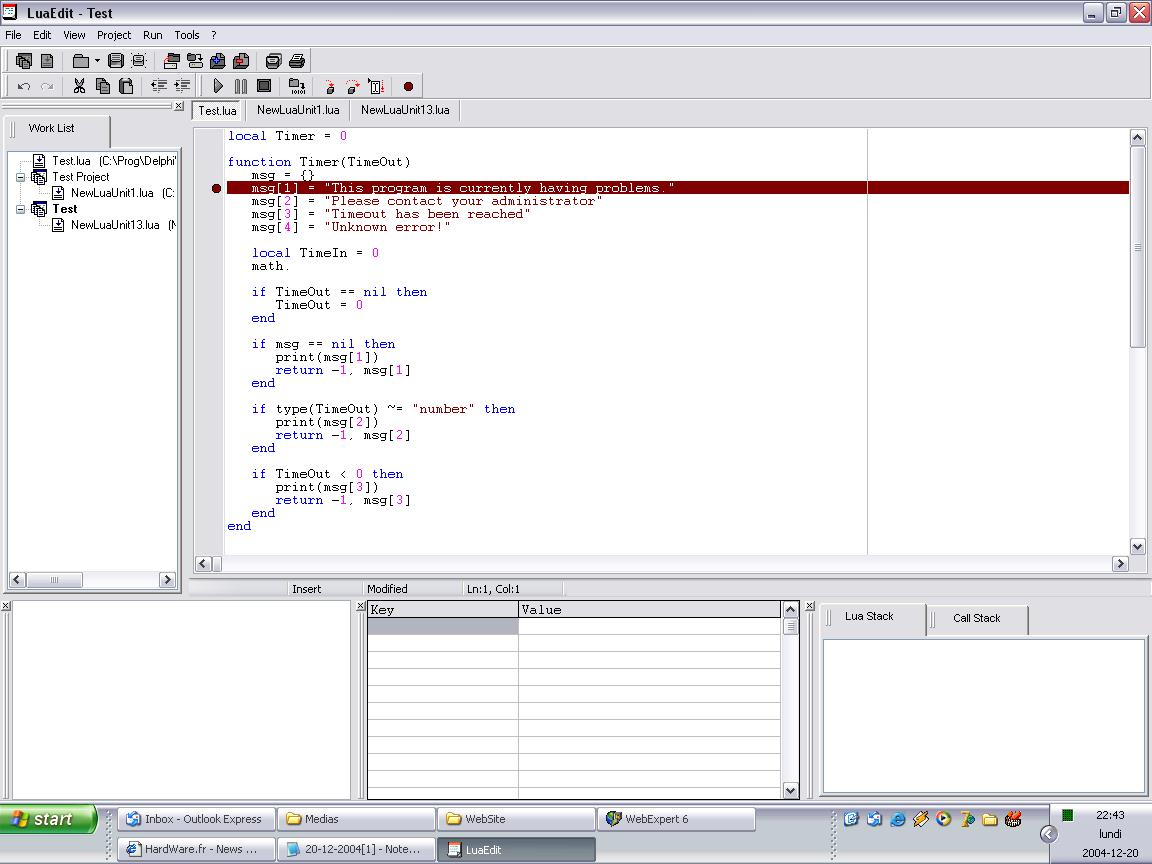 LuaEdit - Test
File Edit View Project Run Tools ?
Test.lua NewLuaUnit1.lua NewLuaUnit13.lua
Work List
Test.lua (C:\Prog\Delphi'
Test Project
NewLuaUnit1.lua (C:
Test
NewLuaUnit13.lua
local Timer = 0
function Timer(TimeOut)
msg = {}
msg[1] = "This program is currently having problems."
msg[2] = "Please contact your administrator"
msg[3] = "Timeout has been reached"
msg[4] = "Unknown error!"
local TimeIn = 0
math.
if TimeOut == nil then
TimeOut = 0
end
if msg == nil then
print(msg[1])
return -1, msg[1]
end
if type(TimeOut) ~= "number" then
print(msg[2])
return -1, msg[2]
end
if TimeOut < 0 then
print(msg[3])
return -1, msg[3]
end
end
Insert Modified Ln:1, Col:1
Key Value
Lua Stack Call Stack
start
Inbox - Outlook Express Medias WebSite WebExpert 6
HardWare.fr - News ... 20-12-2004[1] - Note... LuaEdit
22:43
lundi
2004-12-20